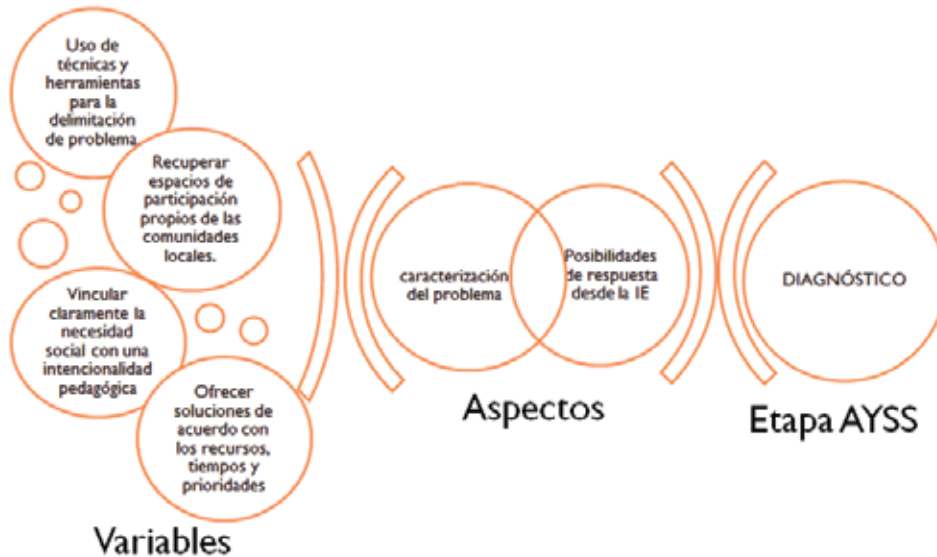 Uso de
técnicas y
herramientas
para la
delimitación
de problema
Recuperar
espacios de
participación
propios de las
comunidades
locales.
Vincular
claramente la
necesidad
social con una
intencionalidad
pedagógica
Ofrecer
soluciones de
acuerdo con
los recursos,
tiempos y
prioridades
Variables
caracterización
del problema
Posibilidades
de respuesta
desde la IE
Aspectos
DIAGNÓSTICO
Etapa AYSS